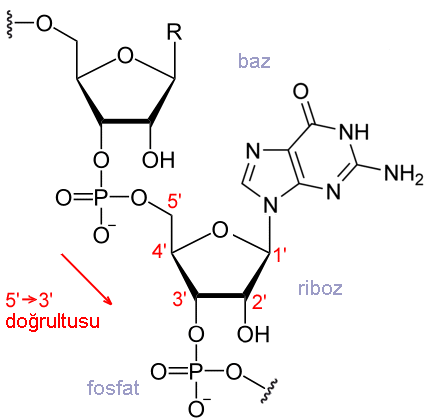 O
O
R
baz
O
O
OH
N
NH
O=P–O
5'
N
N
NH₂
O⁻
4'
O
1'
5'→3'
doğrultusu
3'
2'
riboz
O
OH
fosfat
O=P–O
O⁻